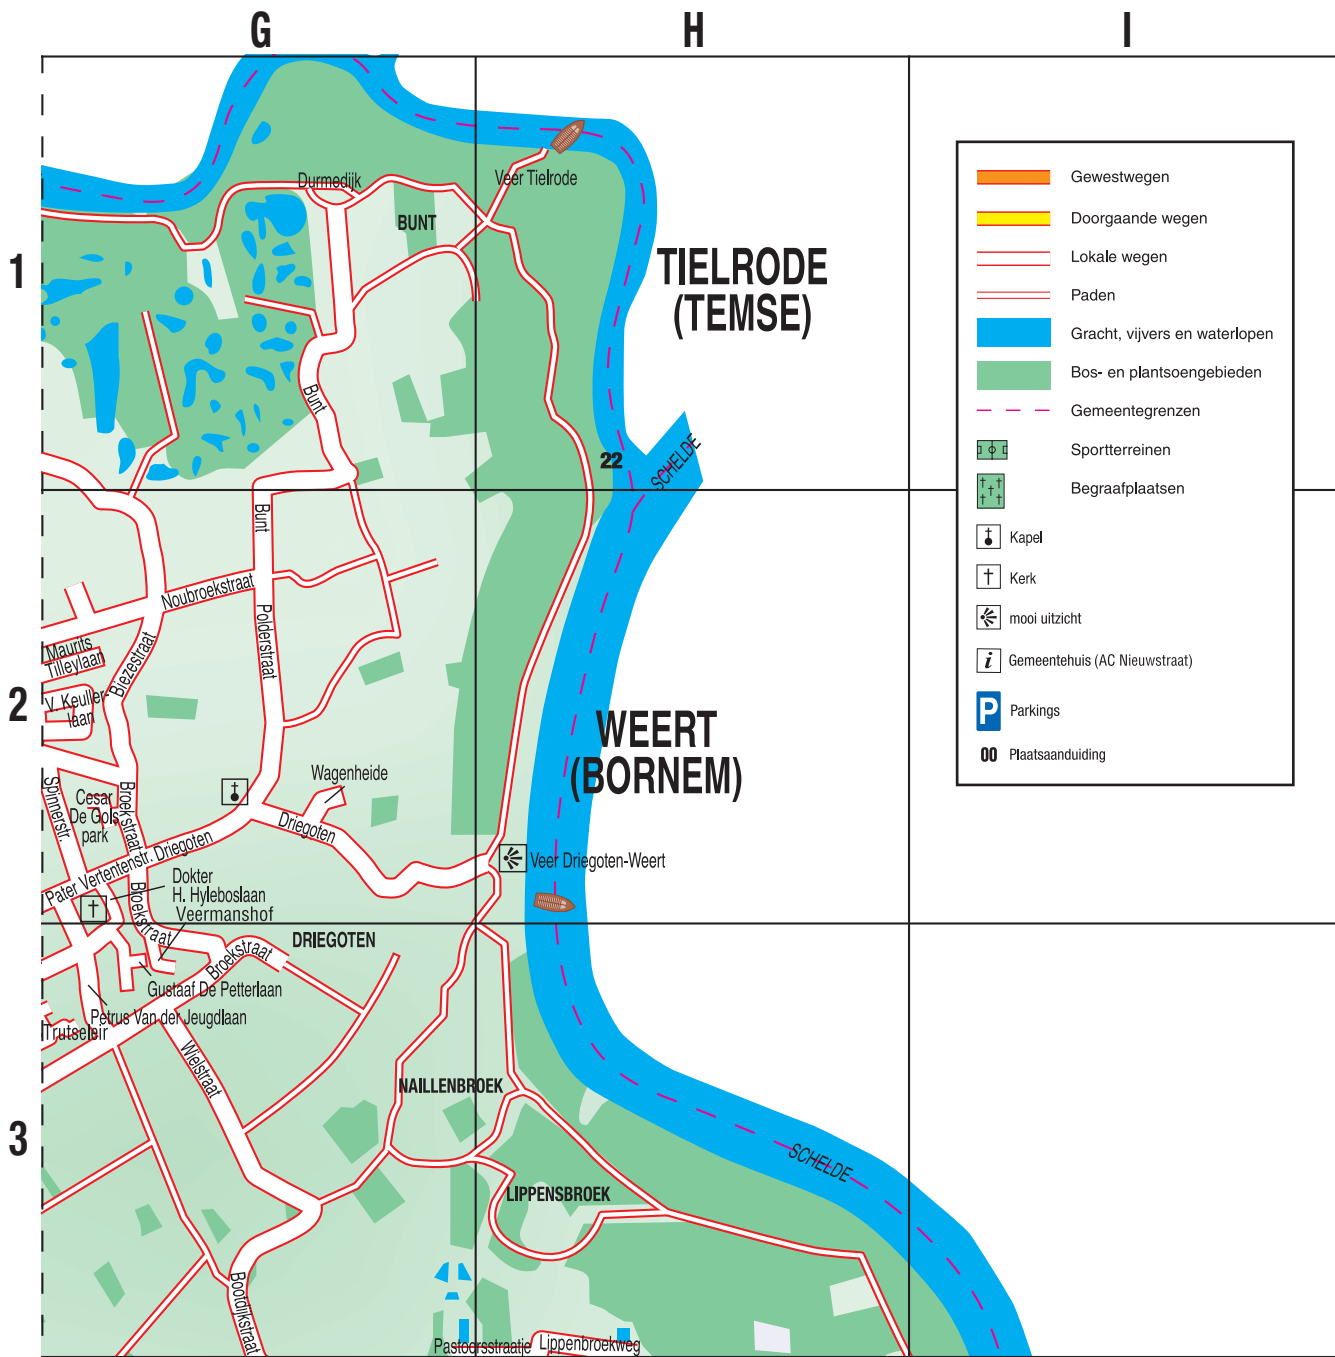 G
H
I
1
2
3
Durmedijk
Veer Tielrode
BUNT
TIELRODE
(TEMSE)
Bunt
22
SCHELDE
Bunt
Noubroekstraat
Polderstraat
Maurits
Tilleylaan
Biezestraat
V. Keuller-
laan
WEERT
(BORNEM)
Wagenheide
Spinnerstr.
Cesar
De Gols
park
Broekstraat
Driegoten
Pater Vertentenstr.
Driegoten
Veer Driegoten-Weert
Dokter
H. Hyleboslaan
Veermanshof
Broekstraat
DRIEGOTEN
Broekstraat
Gustaaf De Petterlaan
Petrus Van der Jeugdlaan
Trutseleir
Wielstraat
NAILLENBROEK
SCHELDE
LIPPENSBROEK
Bootdijkstraat
Pastoorsstraatje
Lippenbroekweg
Gewestwegen
Doorgaande wegen
Lokale wegen
Paden
Gracht, vijvers en waterlopen
Bos- en plantsoengebieden
Gemeentegrenzen
Sportterreinen
Begraafplaatsen
Kapel
Kerk
mooi uitzicht
i Gemeentehuis (AC Nieuwstraat)
P Parkings
00 Plaatsaanduiding